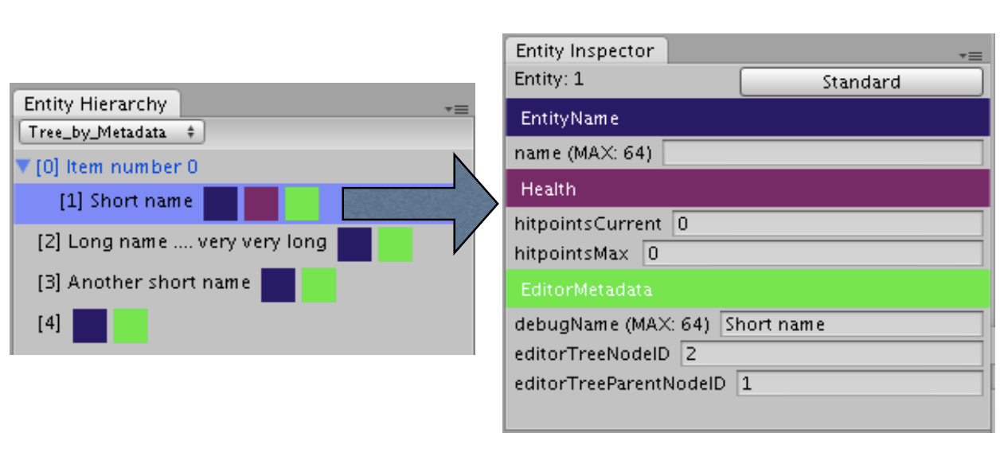 Entity Hierarchy
Tree_by_Metadata
[0] Item number 0
[1] Short name
[2] Long name .... very very long
[3] Another short name
[4]
Entity Inspector
Entity: 1 Standard
EntityName
name (MAX: 64)
Health
hitpointsCurrent 0
hitpointsMax 0
EditorMetadata
debugName (MAX: 64) Short name
editorTreeNodeID 2
editorTreeParentNodeID 1